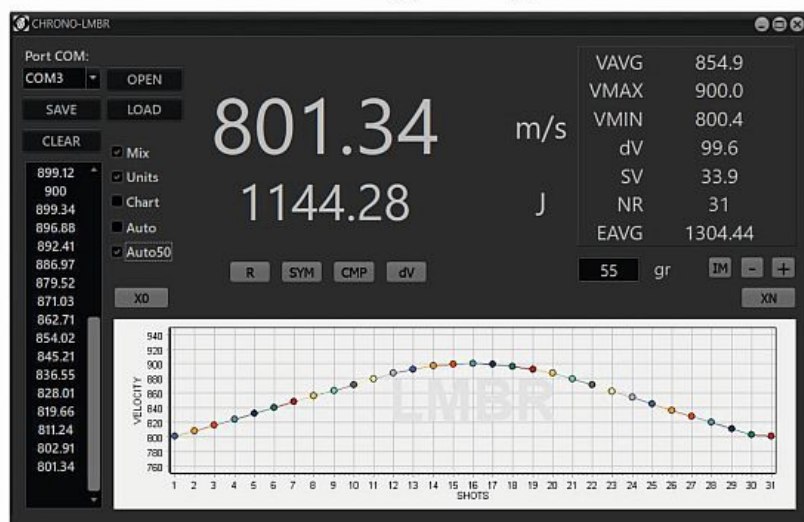 CHRONO-LMBR
Port COM:
COM3
OPEN
SAVE
LOAD
CLEAR
Mix
Units
Chart
Auto
Auto50
899.12
900
899.34
896.88
892.41
886.97
879.52
871.03
862.71
854.02
845.21
836.55
828.01
819.66
811.24
802.91
801.34
801.34 m/s
1144.28 J
R SYM CMP dV
X0
VAVG 854.9
VMAX 900.0
VMIN 800.4
dV 99.6
SV 33.9
NR 31
EAVG 1304.44
55 gr IM - +
XN
VELOCITY
940
920
900
880
860
840
820
800
780
760
LMBR
1 2 3 4 5 6 7 8 9 10 11 12 13 14 15 16 17 18 19 20 21 22 23 24 25 26 27 28 29 30 31
SHOTS